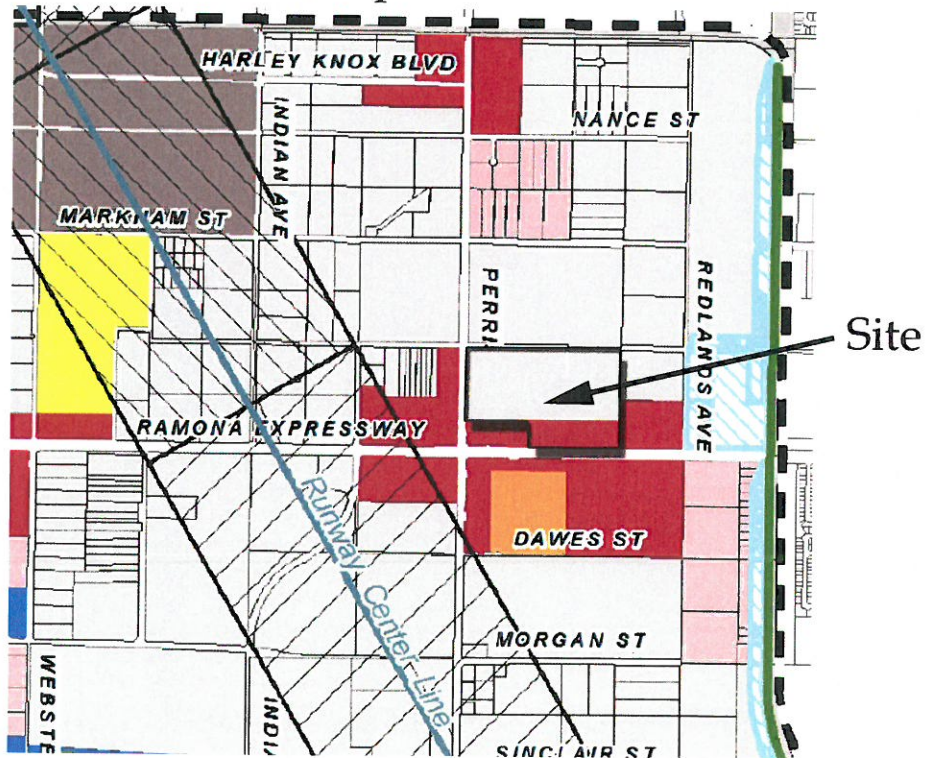 HARLEY KNOX BLVD
INDIAN AVE
NANCE ST
MARKHAM ST
PERRI
REDLANDS AVE
Site
RAMONA EXPRESSWAY
Runway Center Line
DAWES ST
MORGAN ST
WEBSTE
INDIA
SINCLAIR ST